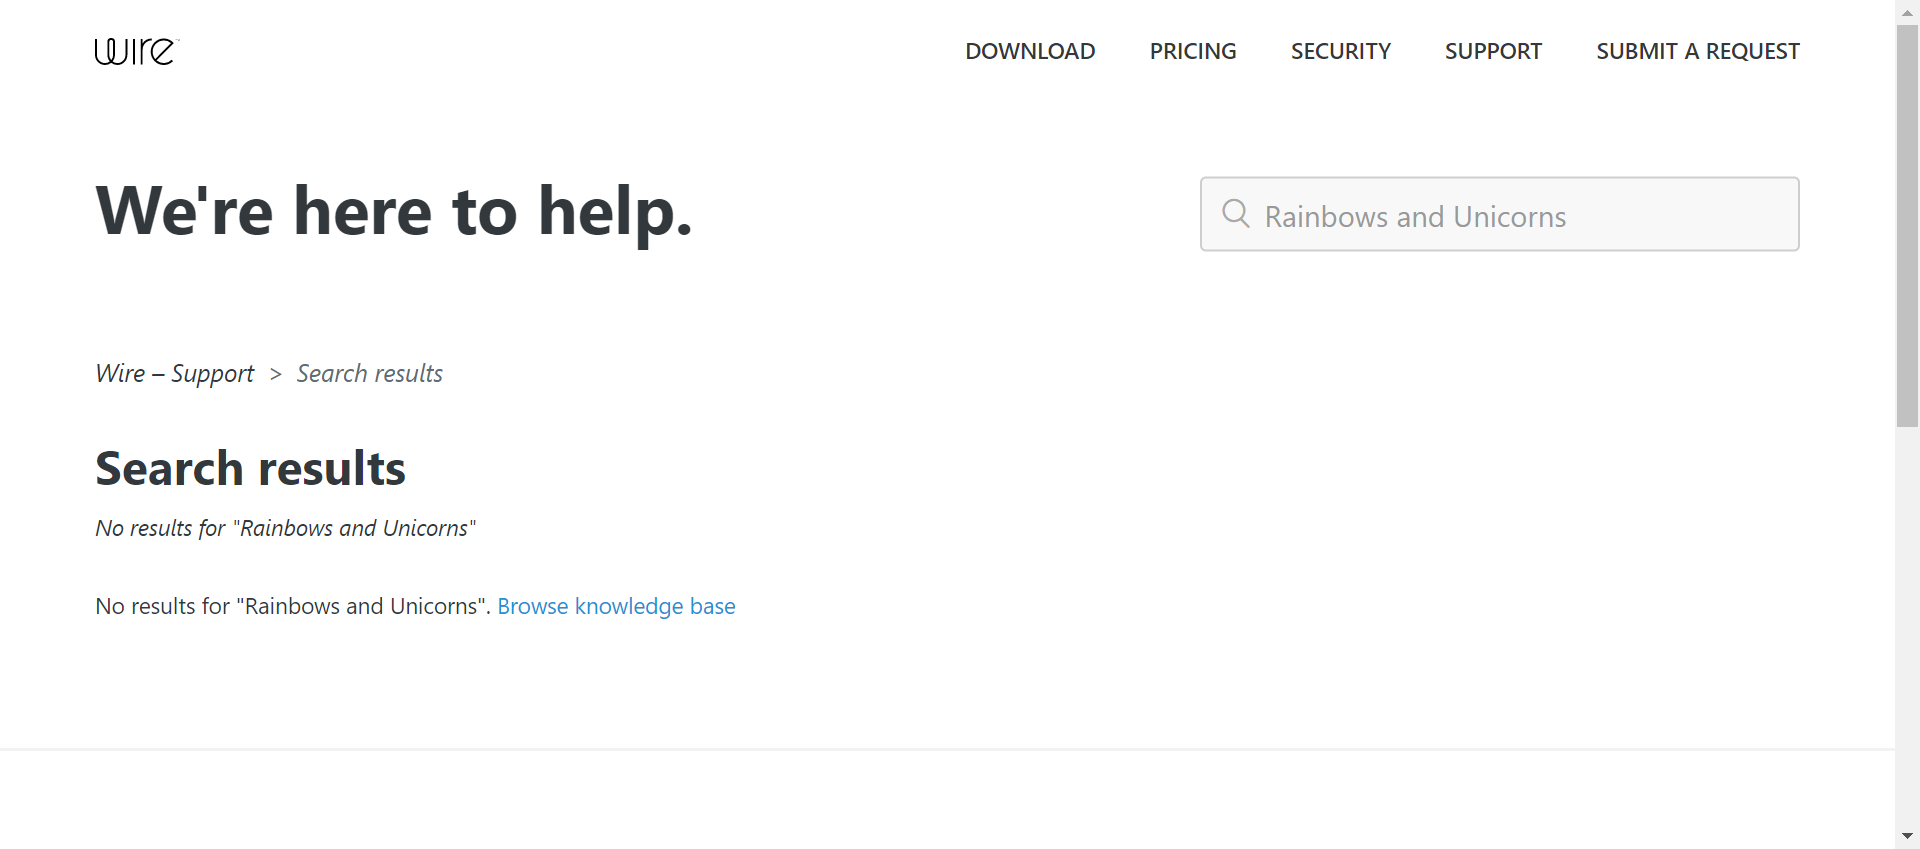 wire
DOWNLOAD PRICING SECURITY SUPPORT SUBMIT A REQUEST
We're here to help.
Rainbows and Unicorns
Wire – Support > Search results
Search results
No results for "Rainbows and Unicorns"
No results for "Rainbows and Unicorns". Browse knowledge base